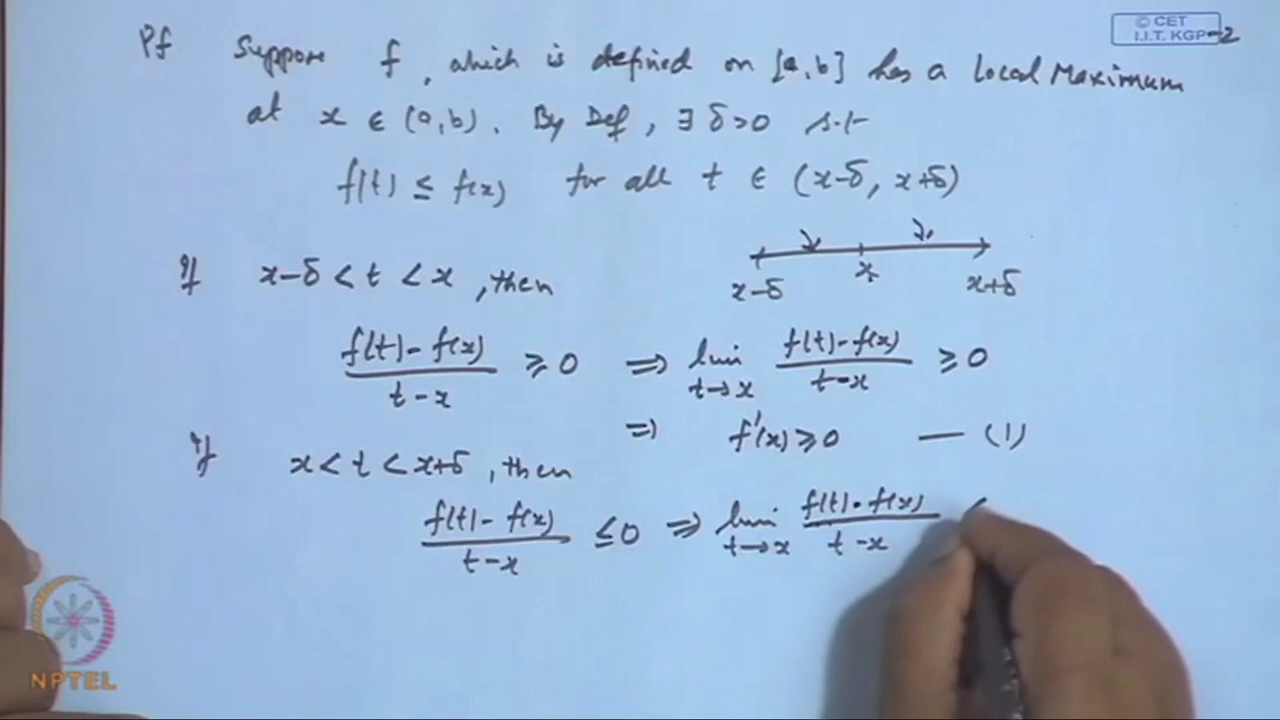 © CET
I.I.T. KGP
-2
Pf Suppose f, which is defined on [a,b] has a Local Maximum
at x ∈ (a,b). By Def, ∃ δ>0 s.t
f(t) ≤ f(x) for all t ∈ (x-δ, x+δ)
x-δ x x+δ
If x-δ < t < x, then
f(t)-f(x) / t-x ≥ 0 ⇒ lim t→x f(t)-f(x) / t-x ≥ 0
⇒ f'(x) ≥ 0 — (1)
If x < t < x+δ, then
f(t)-f(x) / t-x ≤ 0 ⇒ lim t→x f(t)-f(x) / t-x
NPTEL